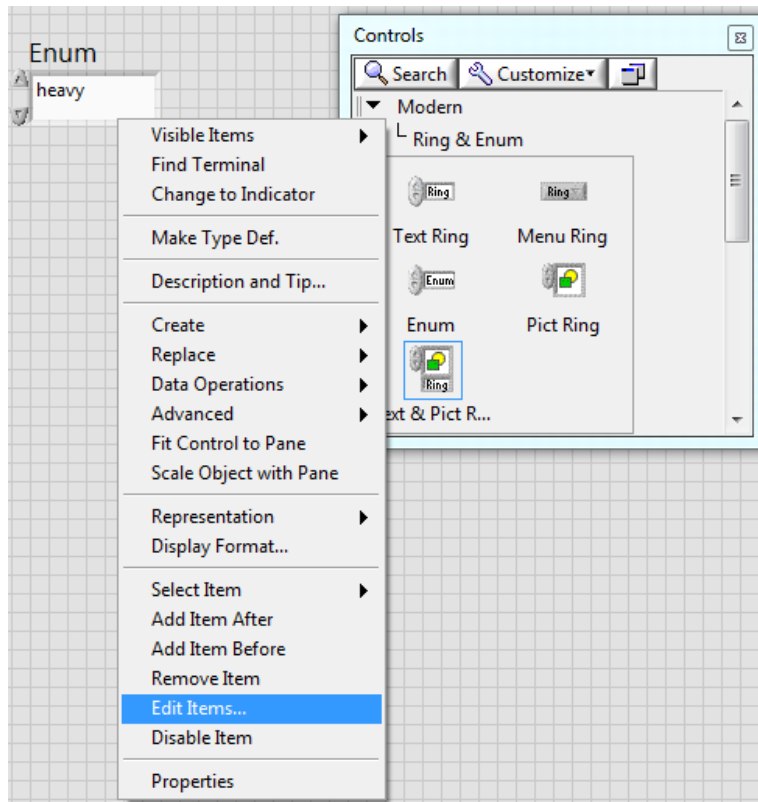 Enum
heavy
Visible Items
Find Terminal
Change to Indicator
Make Type Def.
Description and Tip...
Create
Replace
Data Operations
Advanced
Fit Control to Pane
Scale Object with Pane
Representation
Display Format...
Select Item
Add Item After
Add Item Before
Remove Item
Edit Items...
Disable Item
Properties
Controls
Search Customize
Modern
Ring & Enum
Ring Ring
Text Ring Menu Ring
Enum
Enum Pict Ring
Ring
ext & Pict R...